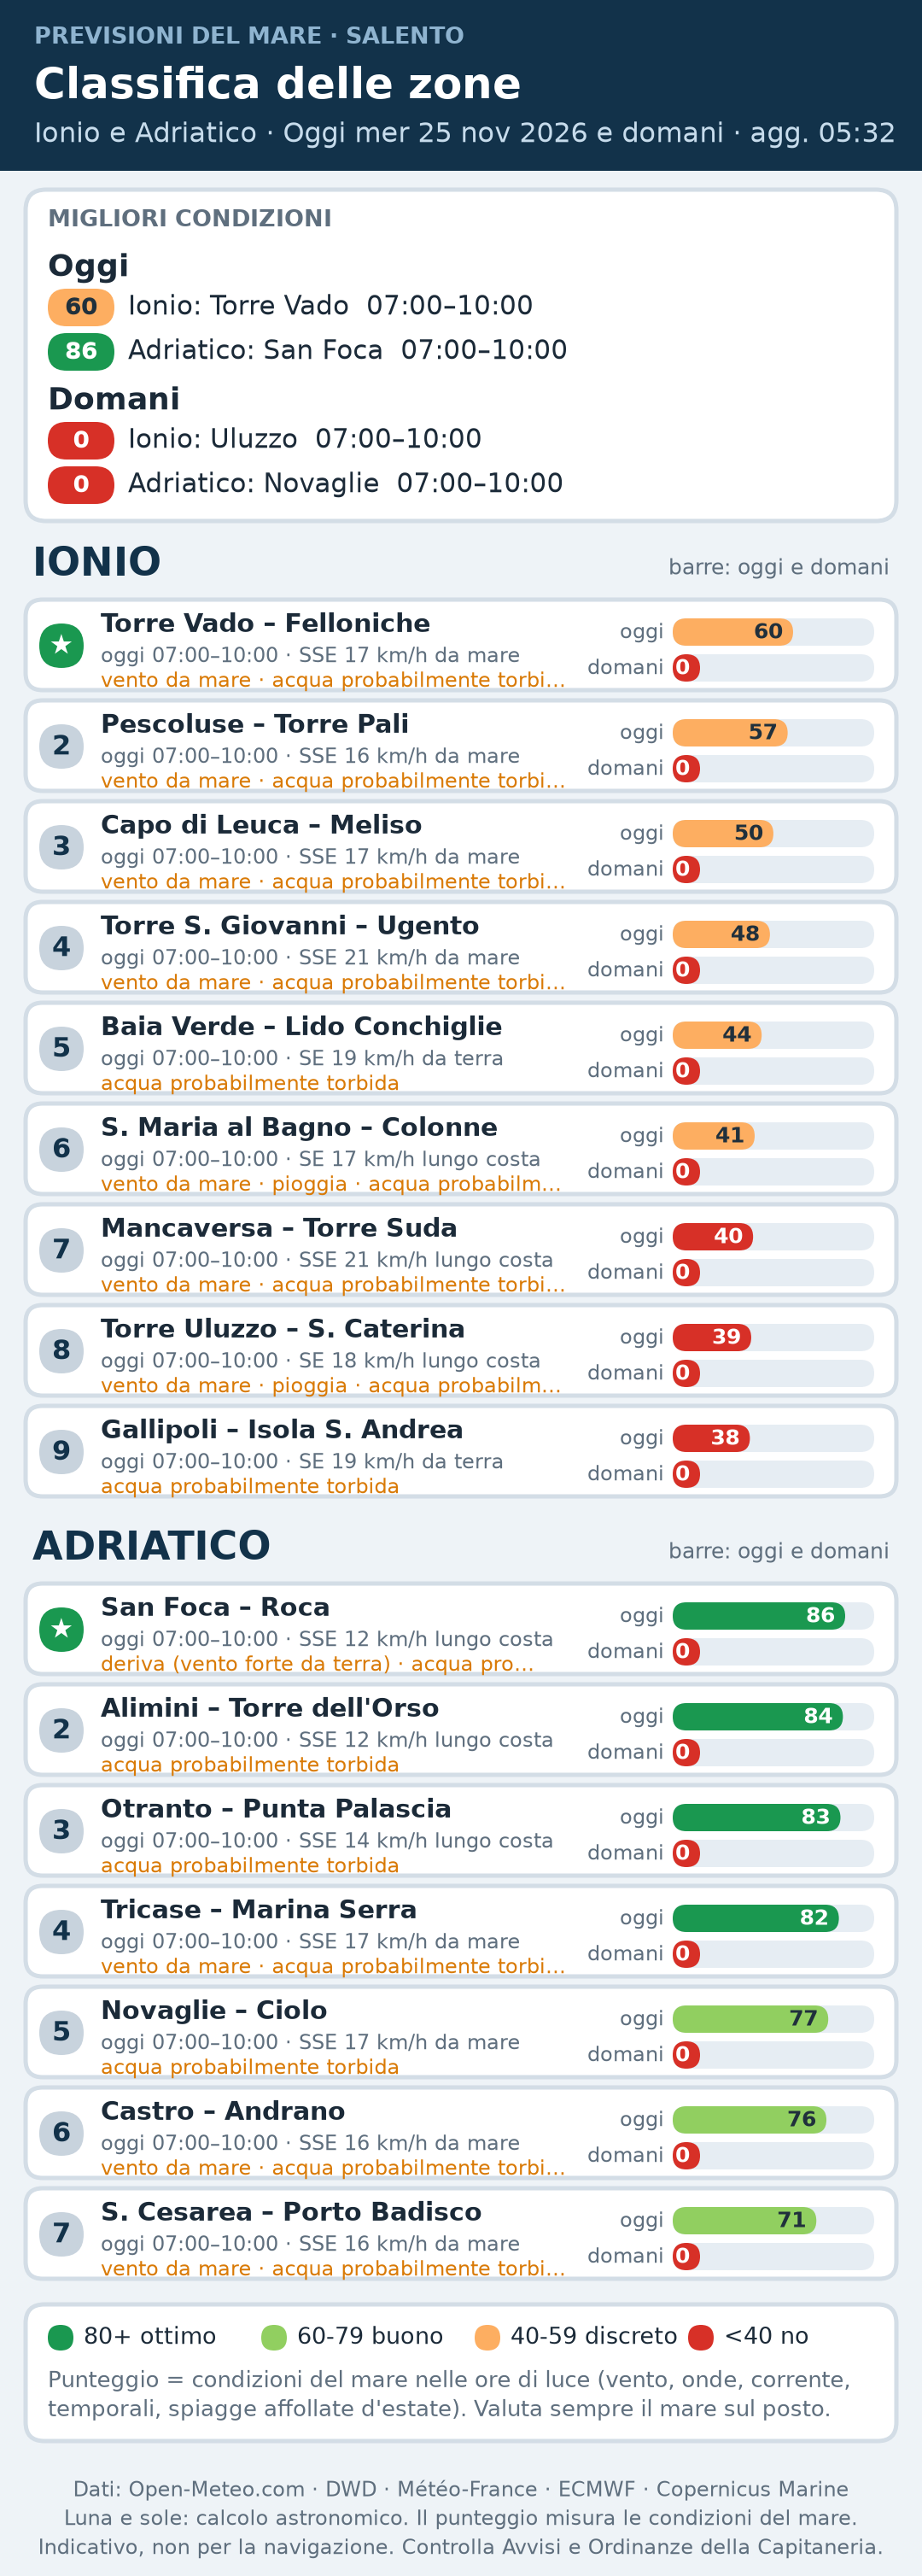 PREVISIONI DEL MARE · SALENTO
Classifica delle zone
Ionio e Adriatico · Oggi mer 25 nov 2026 e domani · agg. 05:32
MIGLIORI CONDIZIONI
Oggi
60 Ionio: Torre Vado 07:00–10:00
86 Adriatico: San Foca 07:00–10:00
Domani
0 Ionio: Uluzzo 07:00–10:00
0 Adriatico: Novaglie 07:00–10:00
IONIO barre: oggi e domani
★ Torre Vado – Felloniche
oggi 07:00–10:00 · SSE 17 km/h da mare
vento da mare · acqua probabilmente torbi…
oggi 60
domani 0
2 Pescoluse – Torre Pali
oggi 07:00–10:00 · SSE 16 km/h da mare
vento da mare · acqua probabilmente torbi…
oggi 57
domani 0
3 Capo di Leuca – Meliso
oggi 07:00–10:00 · SSE 17 km/h da mare
vento da mare · acqua probabilmente torbi…
oggi 50
domani 0
4 Torre S. Giovanni – Ugento
oggi 07:00–10:00 · SSE 21 km/h da mare
vento da mare · acqua probabilmente torbi…
oggi 48
domani 0
5 Baia Verde – Lido Conchiglie
oggi 07:00–10:00 · SE 19 km/h da terra
acqua probabilmente torbida
oggi 44
domani 0
6 S. Maria al Bagno – Colonne
oggi 07:00–10:00 · SE 17 km/h lungo costa
vento da mare · pioggia · acqua probabilm…
oggi 41
domani 0
7 Mancaversa – Torre Suda
oggi 07:00–10:00 · SSE 21 km/h lungo costa
vento da mare · acqua probabilmente torbi…
oggi 40
domani 0
8 Torre Uluzzo – S. Caterina
oggi 07:00–10:00 · SE 18 km/h lungo costa
vento da mare · pioggia · acqua probabilm…
oggi 39
domani 0
9 Gallipoli – Isola S. Andrea
oggi 07:00–10:00 · SE 19 km/h da terra
acqua probabilmente torbida
oggi 38
domani 0
ADRIATICO barre: oggi e domani
★ San Foca – Roca
oggi 07:00–10:00 · SSE 12 km/h lungo costa
deriva (vento forte da terra) · acqua pro…
oggi 86
domani 0
2 Alimini – Torre dell'Orso
oggi 07:00–10:00 · SSE 12 km/h lungo costa
acqua probabilmente torbida
oggi 84
domani 0
3 Otranto – Punta Palascia
oggi 07:00–10:00 · SSE 14 km/h lungo costa
acqua probabilmente torbida
oggi 83
domani 0
4 Tricase – Marina Serra
oggi 07:00–10:00 · SSE 17 km/h da mare
vento da mare · acqua probabilmente torbi…
oggi 82
domani 0
5 Novaglie – Ciolo
oggi 07:00–10:00 · SSE 17 km/h da mare
acqua probabilmente torbida
oggi 77
domani 0
6 Castro – Andrano
oggi 07:00–10:00 · SSE 16 km/h da mare
vento da mare · acqua probabilmente torbi…
oggi 76
domani 0
7 S. Cesarea – Porto Badisco
oggi 07:00–10:00 · SSE 16 km/h da mare
vento da mare · acqua probabilmente torbi…
oggi 71
domani 0
80+ ottimo 60-79 buono 40-59 discreto <40 no
Punteggio = condizioni del mare nelle ore di luce (vento, onde, corrente,
temporali, spiagge affollate d'estate). Valuta sempre il mare sul posto.
Dati: Open-Meteo.com · DWD · Météo-France · ECMWF · Copernicus Marine
Luna e sole: calcolo astronomico. Il punteggio misura le condizioni del mare.
Indicativo, non per la navigazione. Controlla Avvisi e Ordinanze della Capitaneria.